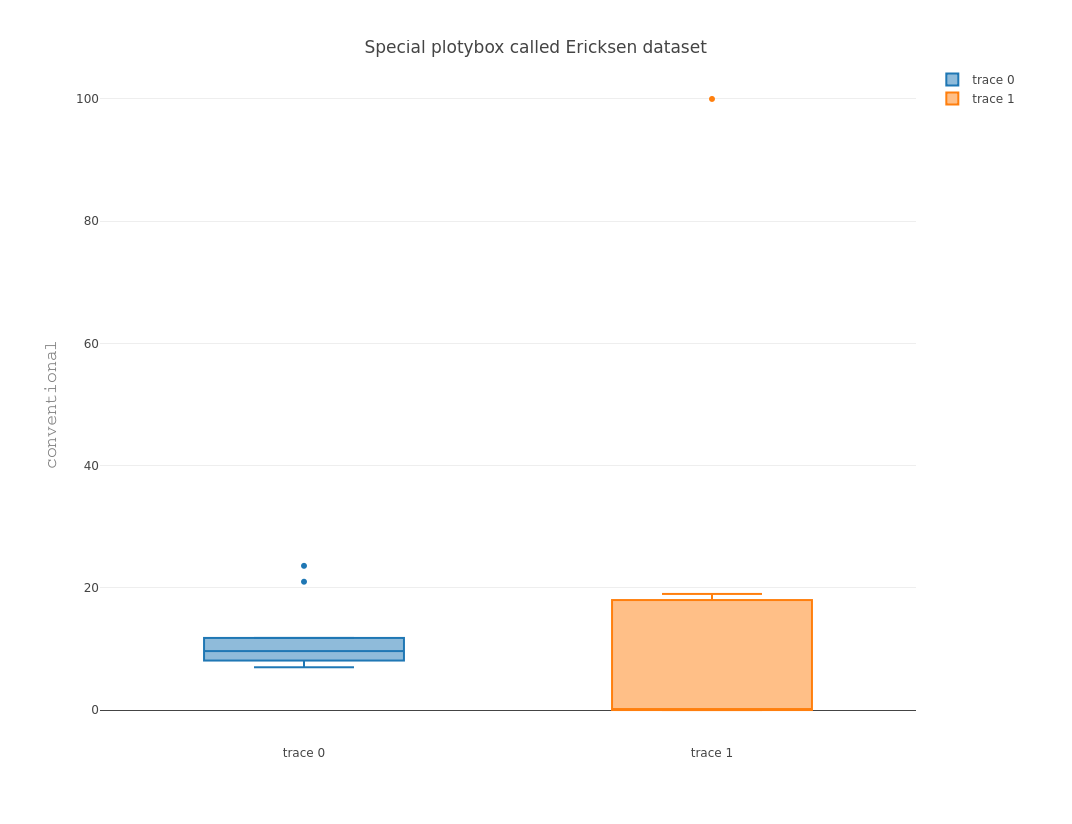 Special plotybox called Ericksen dataset
trace 0
trace 1
100
80
60
40
20
0
conventional
trace 0
trace 1